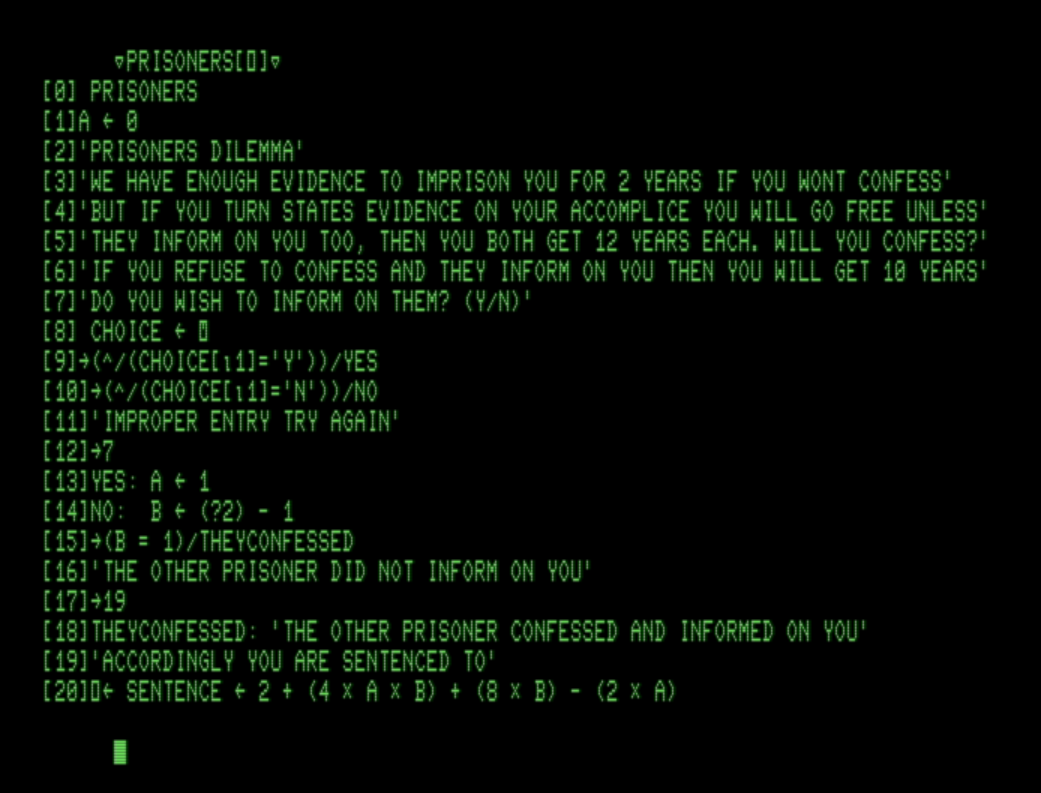 ∇PRISONERS[⎕]∇
[0] PRISONERS
[1]A ← 0
[2]'PRISONERS DILEMMA'
[3]'WE HAVE ENOUGH EVIDENCE TO IMPRISON YOU FOR 2 YEARS IF YOU WONT CONFESS'
[4]'BUT IF YOU TURN STATES EVIDENCE ON YOUR ACCOMPLICE YOU WILL GO FREE UNLESS'
[5]'THEY INFORM ON YOU TOO, THEN YOU BOTH GET 12 YEARS EACH. WILL YOU CONFESS?'
[6]'IF YOU REFUSE TO CONFESS AND THEY INFORM ON YOU THEN YOU WILL GET 10 YEARS'
[7]'DO YOU WISH TO INFORM ON THEM? (Y/N)'
[8] CHOICE ← ⍞
[9]→(^/(CHOICE[⍳1]='Y'))/YES
[10]→(^/(CHOICE[⍳1]='N'))/NO
[11]'IMPROPER ENTRY TRY AGAIN'
[12]→7
[13]YES: A ← 1
[14]NO:  B ← (?2) - 1
[15]→(B = 1)/THEYCONFESSED
[16]'THE OTHER PRISONER DID NOT INFORM ON YOU'
[17]→19
[18]THEYCONFESSED: 'THE OTHER PRISONER CONFESSED AND INFORMED ON YOU'
[19]'ACCORDINGLY YOU ARE SENTENCED TO'
[20]⎕← SENTENCE ← 2 + (4 × A × B) + (8 × B) - (2 × A)